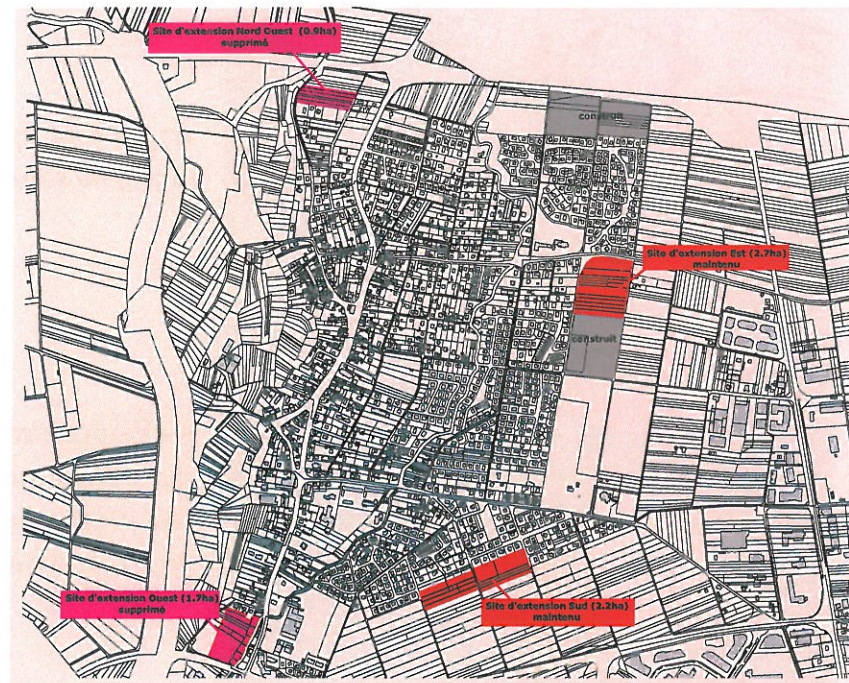 Site d'extension Nord Ouest (0.9ha)
supprimé
construit
Site d'extension Est (2.7ha)
maintenu
construit
Site d'extension Ouest (1.7ha)
supprimé
Site d'extension Sud (2.2ha)
maintenu